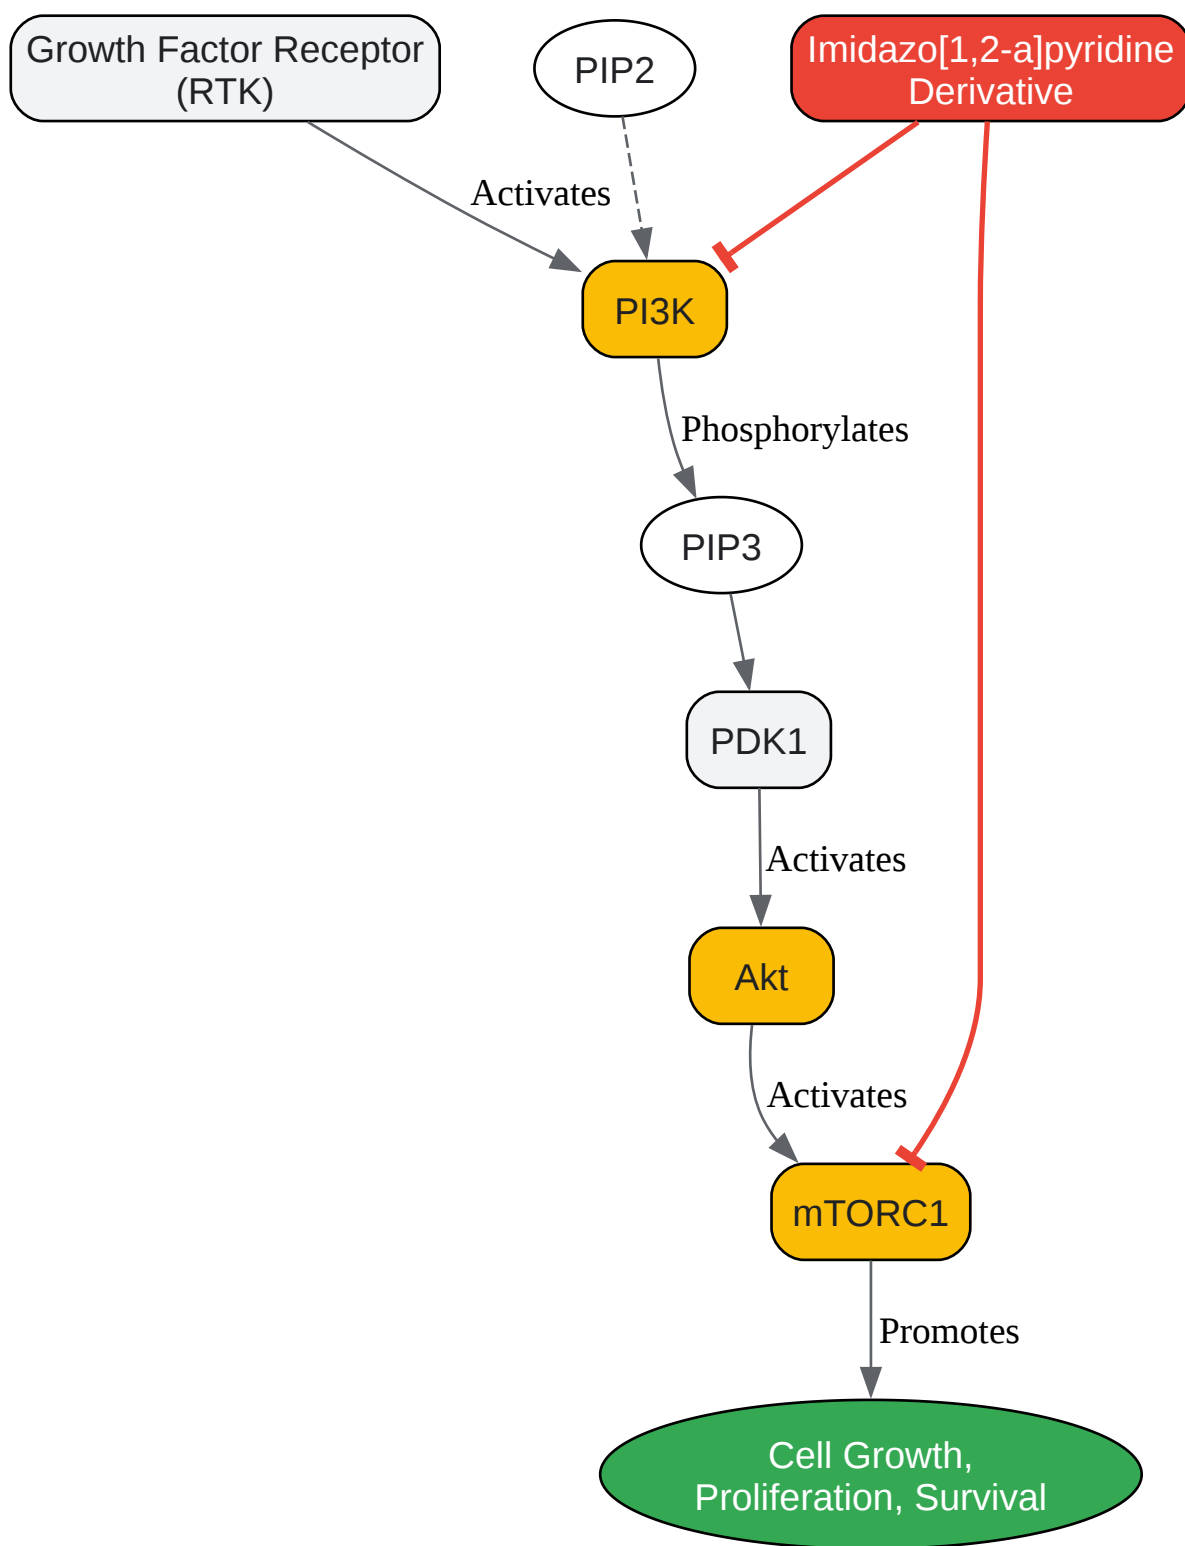 Growth Factor Receptor
(RTK)
PIP2
Imidazo[1,2-a]pyridine
Derivative
Activates
PI3K
Phosphorylates
PIP3
PDK1
Activates
Akt
Activates
mTORC1
Promotes
Cell Growth,
Proliferation, Survival